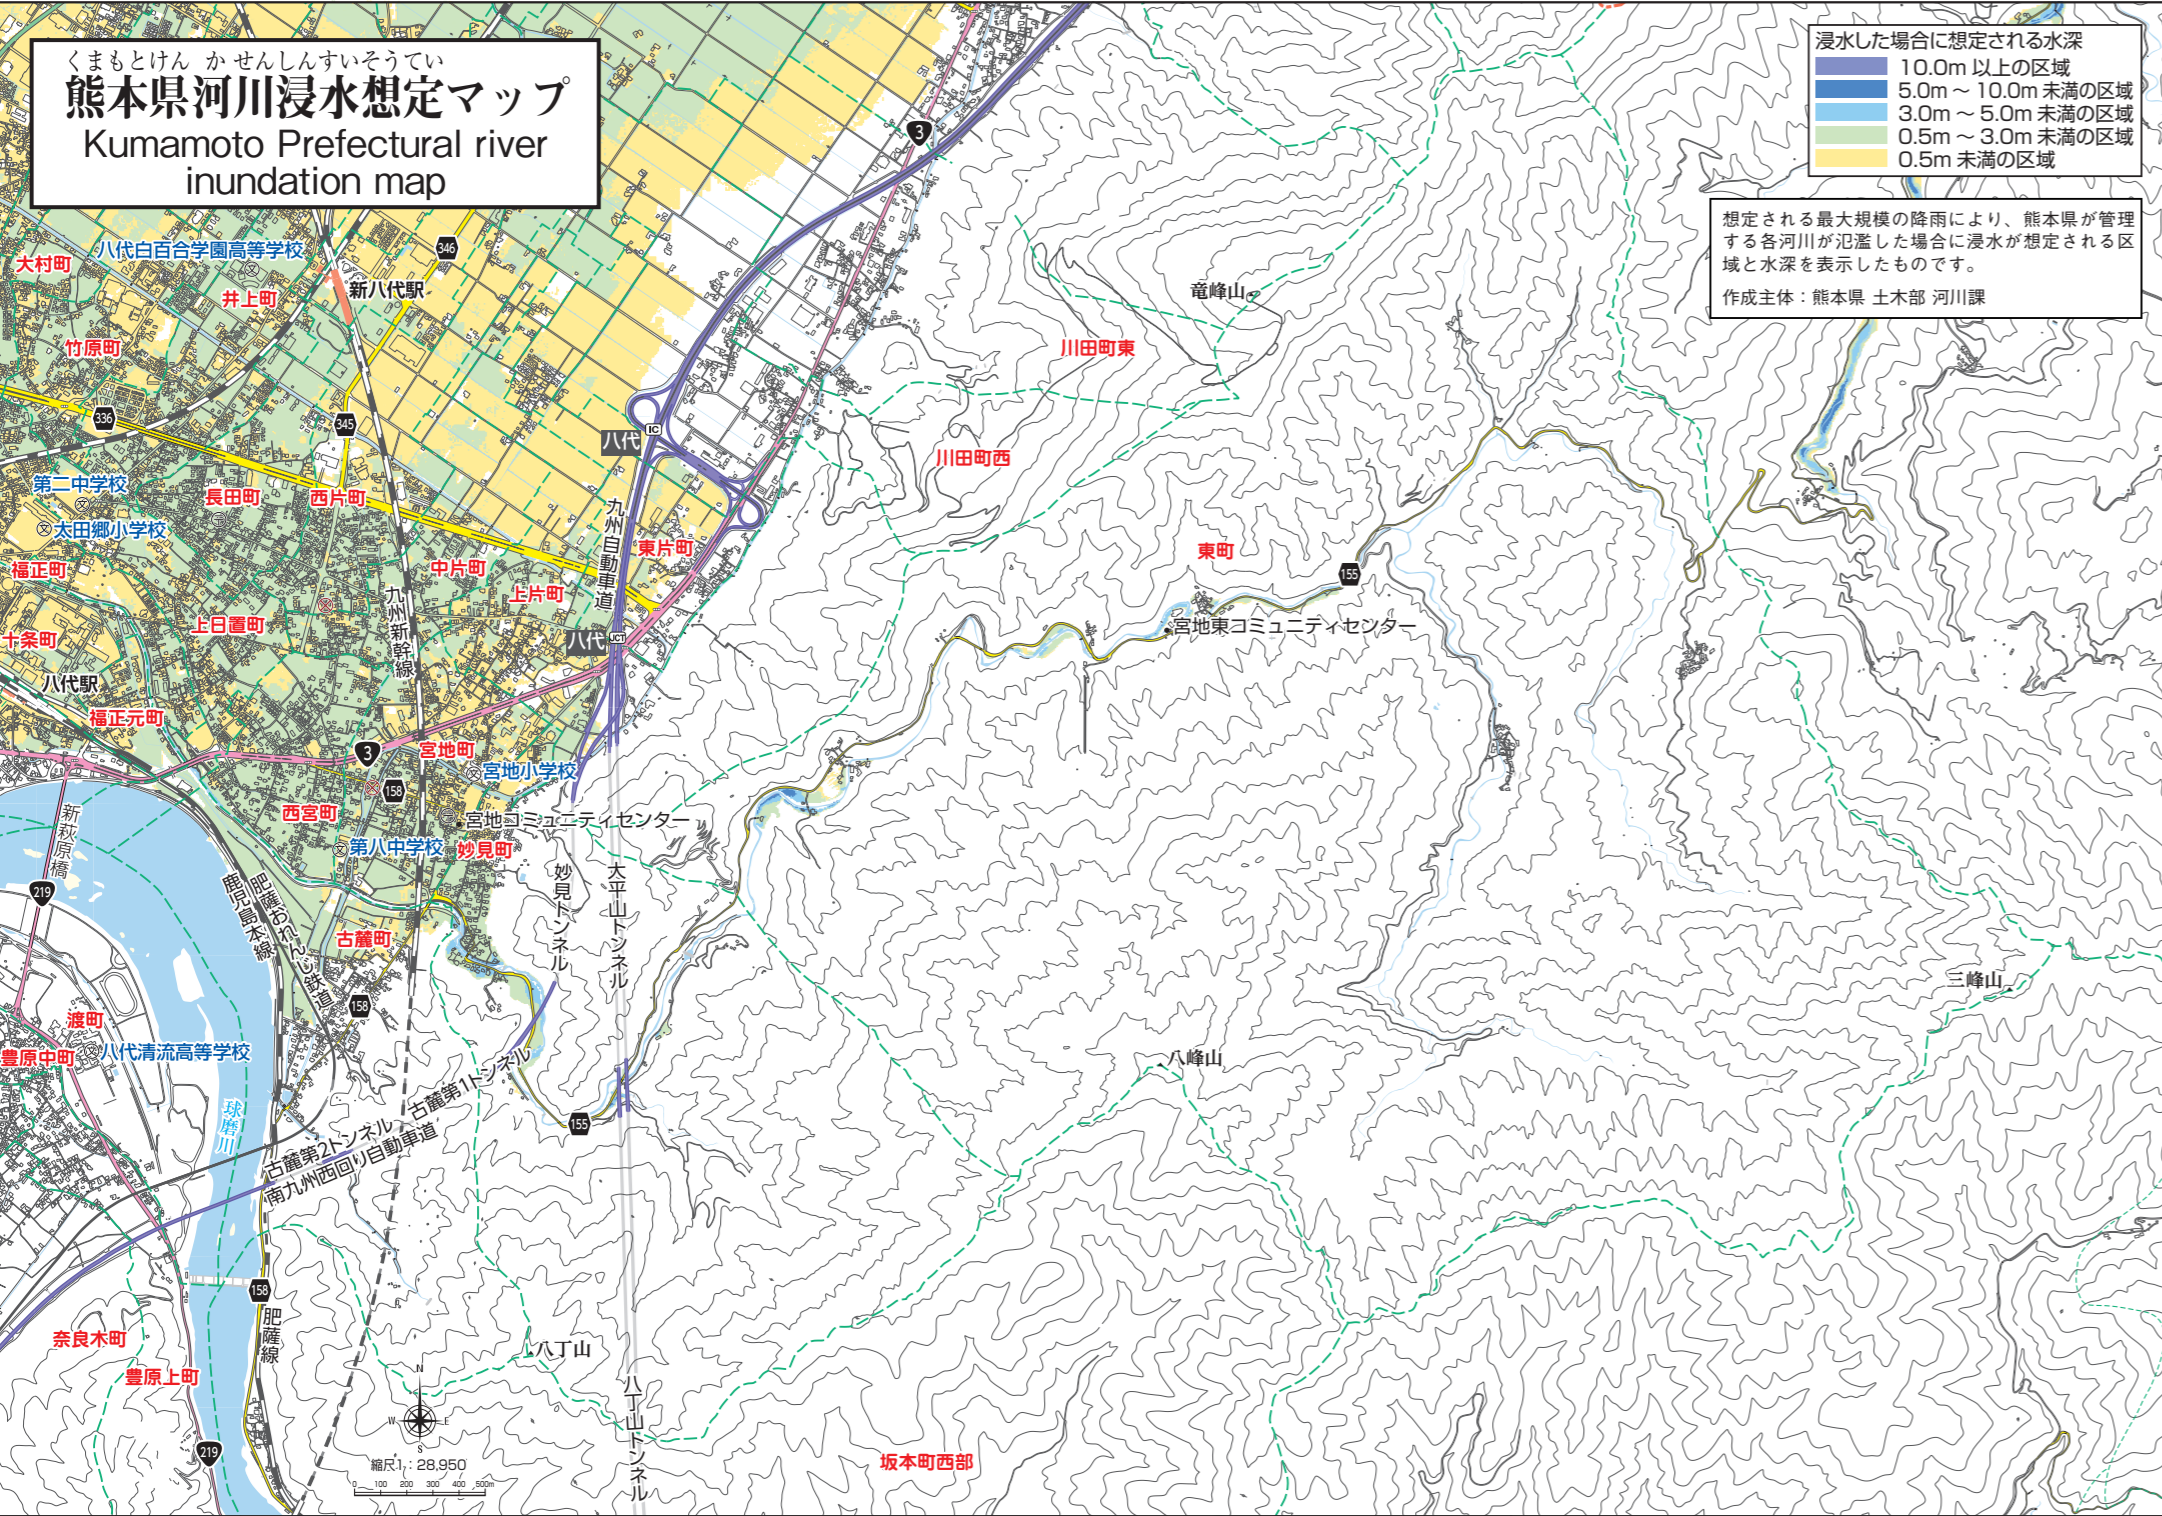 くまもとけん か せんしんすいそうてい
熊本県河川浸水想定マップ
Kumamoto Prefectural river
inundation map
浸水した場合に想定される水深
10.0m 以上の区域
5.0m ～ 10.0m 未満の区域
3.0m ～ 5.0m 未満の区域
0.5m ～ 3.0m 未満の区域
0.5m 未満の区域
想定される最大規模の降雨により、熊本県が管理
する各河川が氾濫した場合に浸水が想定される区
域と水深を表示したものです。
作成主体：熊本県 土木部 河川課
3
346
八代白百合学園高等学校
大村町
井上町
新八代駅
竜峰山
竹原町
川田町東
336
345
八代
IC
川田町西
第二中学校
長田町
西片町
太田郷小学校
九州自動車道
東片町
東町
福正町
中片町
上片町
155
九州新幹線
上日置町
十条町
八代
JCT
宮地東コミュニティセンター
八代駅
福正元町
3
宮地町
宮地小学校
158
西宮町
宮地コミュニティセンター
新萩原橋
第八中学校
妙見町
219
鹿児島本線
肥薩おれんじ鉄道
妙見トンネル
大平山トンネル
古麓町
三峰山
158
渡町
豊原中町
八代清流高等学校
八峰山
球磨川
古麓第1トンネル
155
古麓第2トンネル
南九州西回り自動車道
158
肥薩線
奈良木町
八丁山
豊原上町
八丁山トンネル
N
W
E
S
219
坂本町西部
縮尺1：28,950
0 100 200 300 400 500m